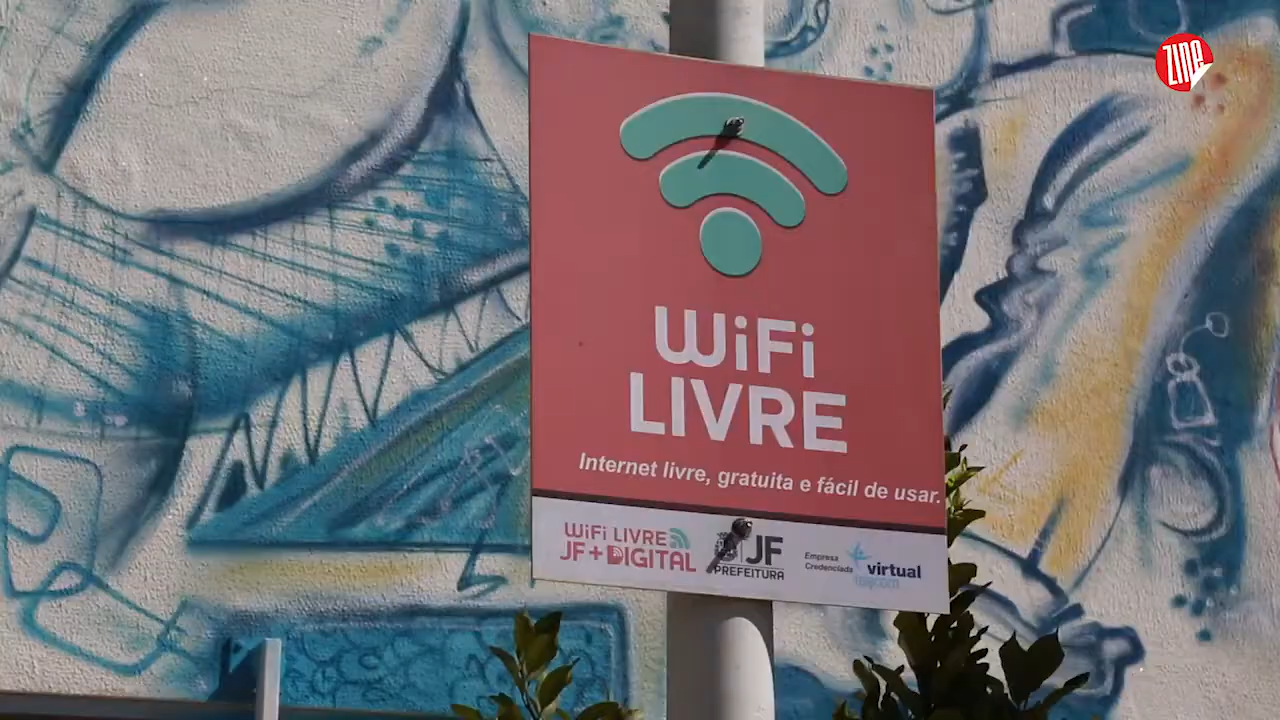 ZINE
WiFi
LIVRE
Internet livre, gratuita e fácil de usar.
WiFi LIVRE
JF + DIGITAL
JF
PREFEITURA
Empresa
Credenciada
virtual